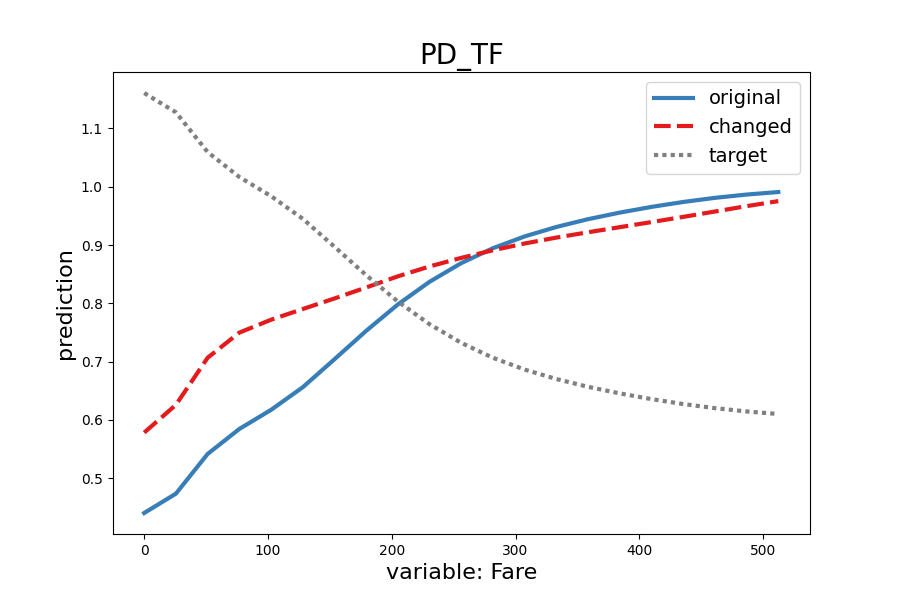 PD_TF
original
changed
target
prediction
1.1
1.0
0.9
0.8
0.7
0.6
0.5
0 100 200 300 400 500
variable: Fare